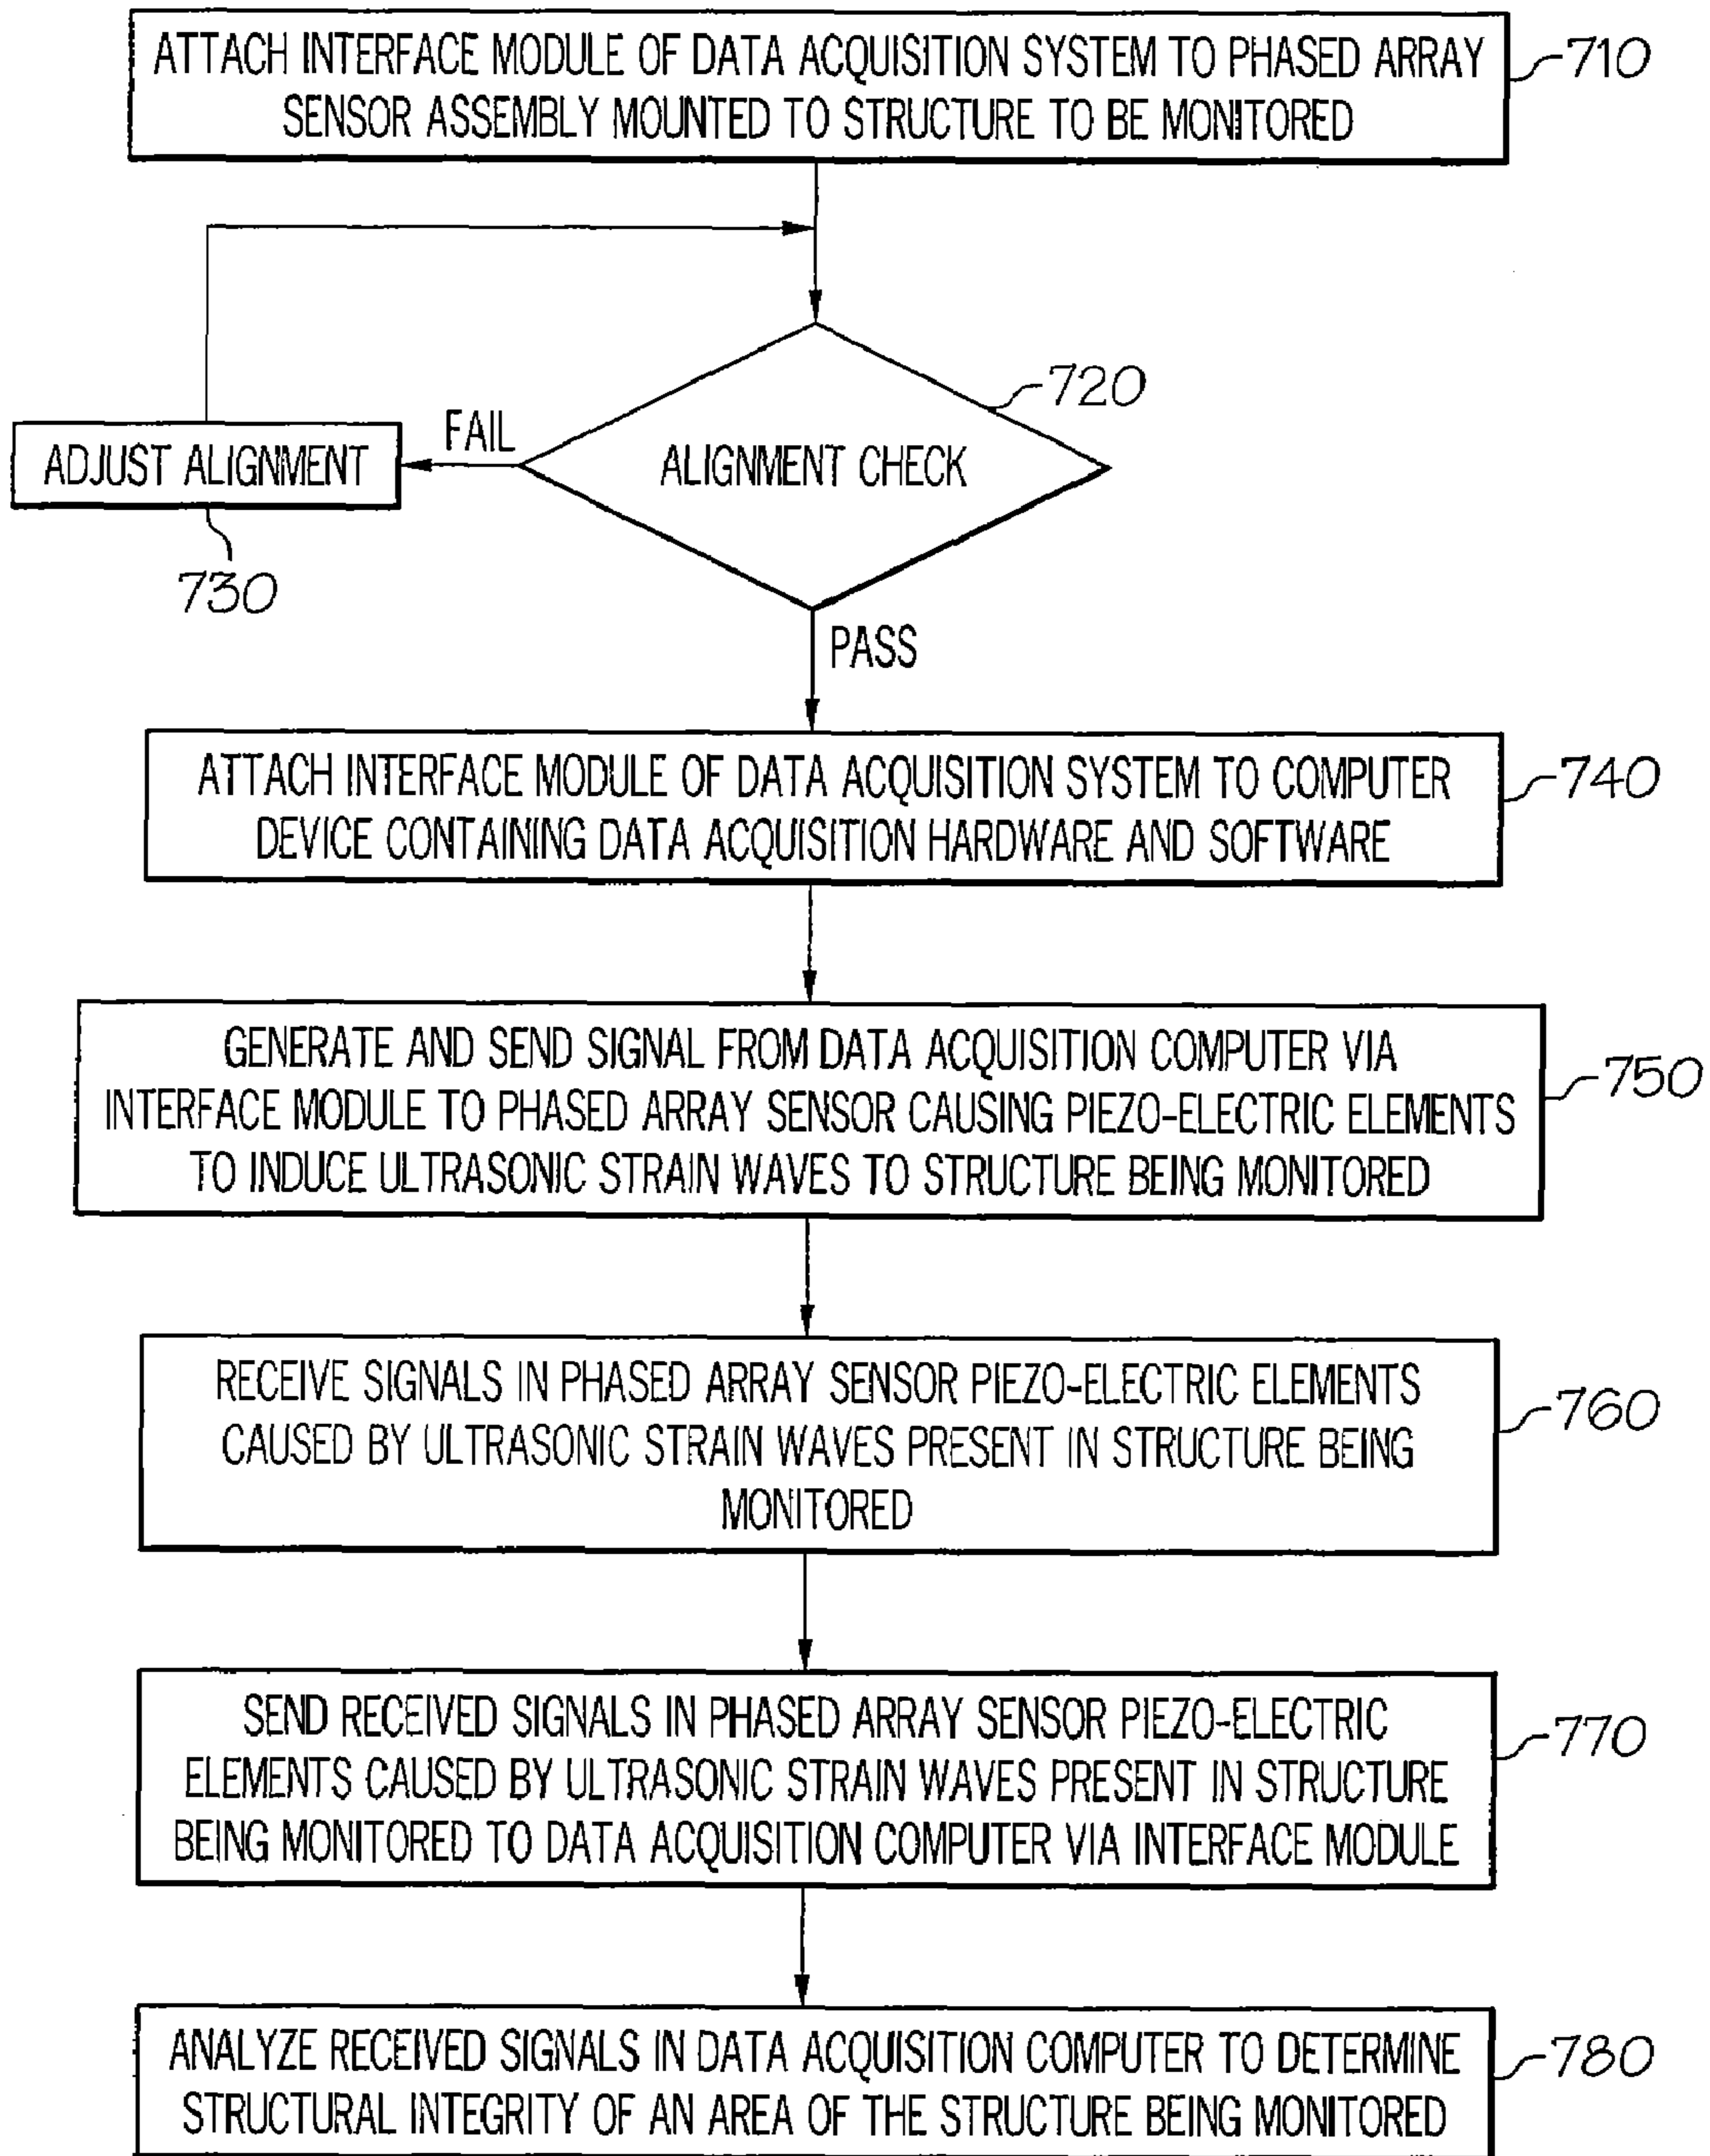 ATTACH INTERFACE MODULE OF DATA ACQUISITION SYSTEM TO PHASED ARRAY
SENSOR ASSEMBLY MOUNTED TO STRUCTURE TO BE MONITORED
710
720
ALIGNMENT CHECK
FAIL
ADJUST ALIGNMENT
730
PASS
ATTACH INTERFACE MODULE OF DATA ACQUISITION SYSTEM TO COMPUTER
DEVICE CONTAINING DATA ACQUISITION HARDWARE AND SOFTWARE
740
GENERATE AND SEND SIGNAL FROM DATA ACQUISITION COMPUTER VIA
INTERFACE MODULE TO PHASED ARRAY SENSOR CAUSING PIEZO-ELECTRIC ELEMENTS
TO INDUCE ULTRASONIC STRAIN WAVES TO STRUCTURE BEING MONITORED
750
RECEIVE SIGNALS IN PHASED ARRAY SENSOR PIEZO-ELECTRIC ELEMENTS
CAUSED BY ULTRASONIC STRAIN WAVES PRESENT IN STRUCTURE BEING
MONITORED
760
SEND RECEIVED SIGNALS IN PHASED ARRAY SENSOR PIEZO-ELECTRIC
ELEMENTS CAUSED BY ULTRASONIC STRAIN WAVES PRESENT IN STRUCTURE
BEING MONITORED TO DATA ACQUISITION COMPUTER VIA INTERFACE MODULE
770
ANALYZE RECEIVED SIGNALS IN DATA ACQUISITION COMPUTER TO DETERMINE
STRUCTURAL INTEGRITY OF AN AREA OF THE STRUCTURE BEING MONITORED
780